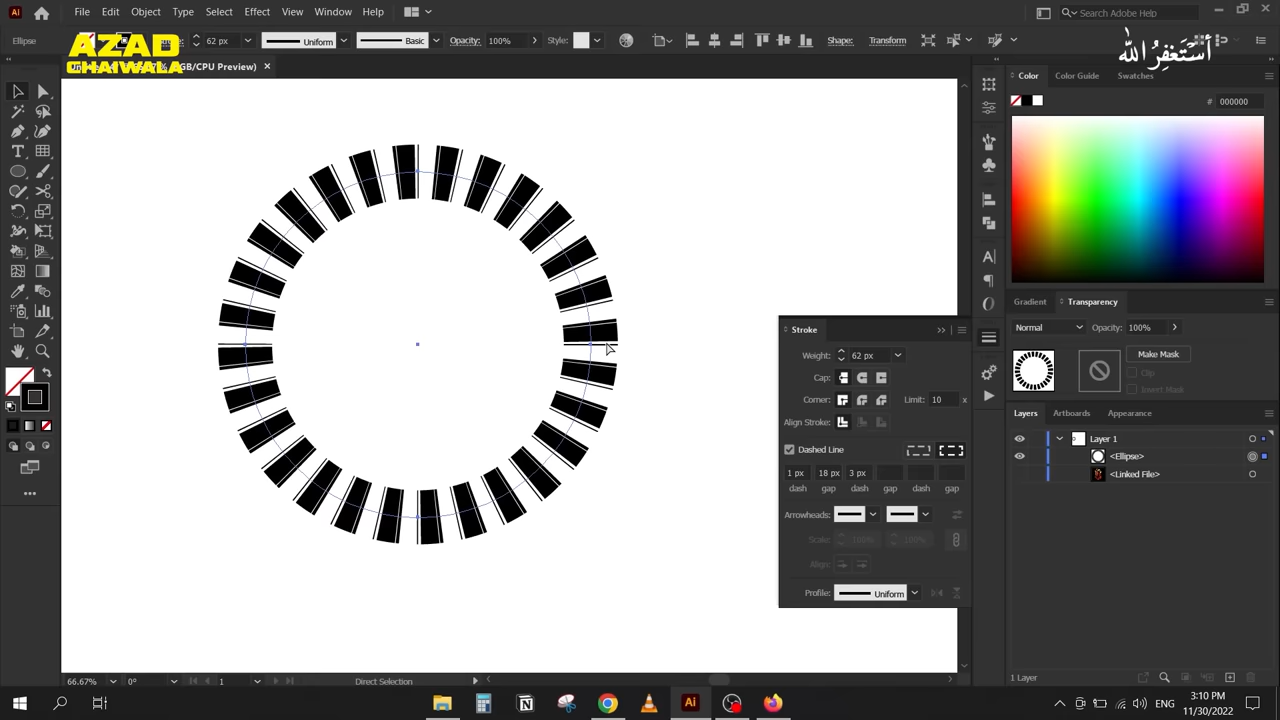 File Edit Object Type Select Effect View Window Help
Search Adobe Help
Ellipse
62 px Uniform Basic Opacity: 100% Style: Shape: Transform
AZAD
CHAIWALA
أستغفر الله
GB/CPU Preview) ×
Color Color Guide Swatches
# 000000
Gradient Transparency
Normal Opacity: 100%
Make Mask
Clip
Invert Mask
Layers Artboards Appearance
Layer 1
<Ellipse>
<Linked File>
1 Layer
Stroke
Weight: 62 px
Cap:
Corner: Limit: 10 x
Align Stroke:
Dashed Line
1 px 18 px 3 px
dash gap dash gap dash gap
Arrowheads:
Scale: 100% 100%
Align:
Profile: Uniform
66.67% 0° 1 Direct Selection
Ai
3:10 PM
11/30/2022